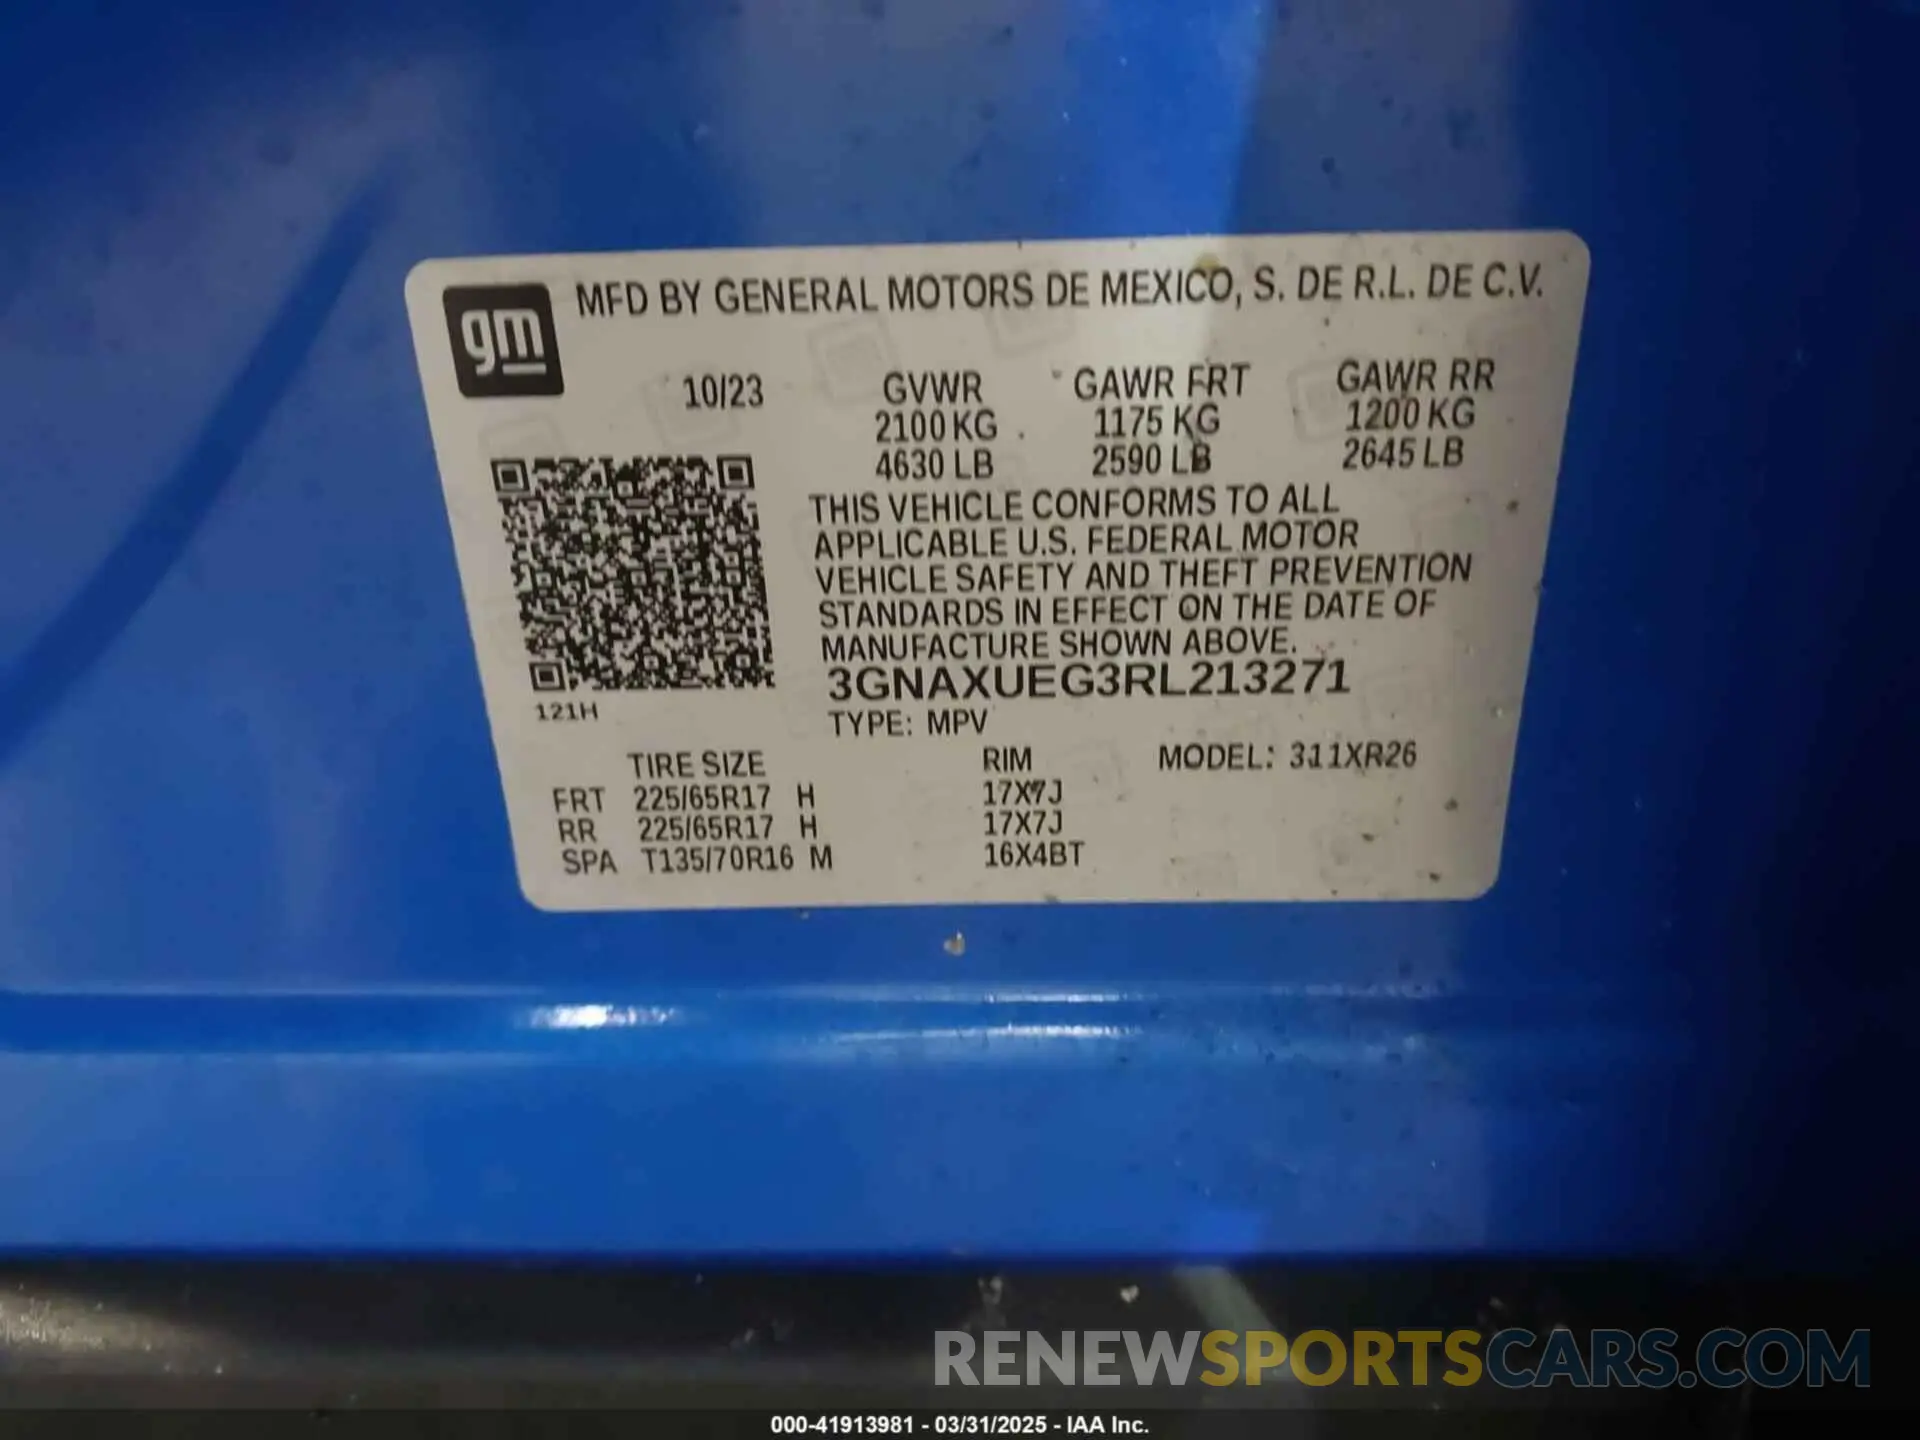 gm
MFD BY GENERAL MOTORS DE MEXICO, S. DE R.L. DE C.V.
10/23 GVWR GAWR FRT GAWR RR
2100 KG 1175 KG 1200 KG
4630 LB 2590 LB 2645 LB
THIS VEHICLE CONFORMS TO ALL
APPLICABLE U.S. FEDERAL MOTOR
VEHICLE SAFETY AND THEFT PREVENTION
STANDARDS IN EFFECT ON THE DATE OF
MANUFACTURE SHOWN ABOVE.
3GNAXUEG3RL213271
121H
TYPE: MPV
TIRE SIZE RIM MODEL: 311XR26
FRT 225/65R17 H 17X7J
RR 225/65R17 H 17X7J
SPA T135/70R16 M 16X4BT
RENEWSPORTSCARS.COM
000-41913981 - 03/31/2025 - IAA Inc.